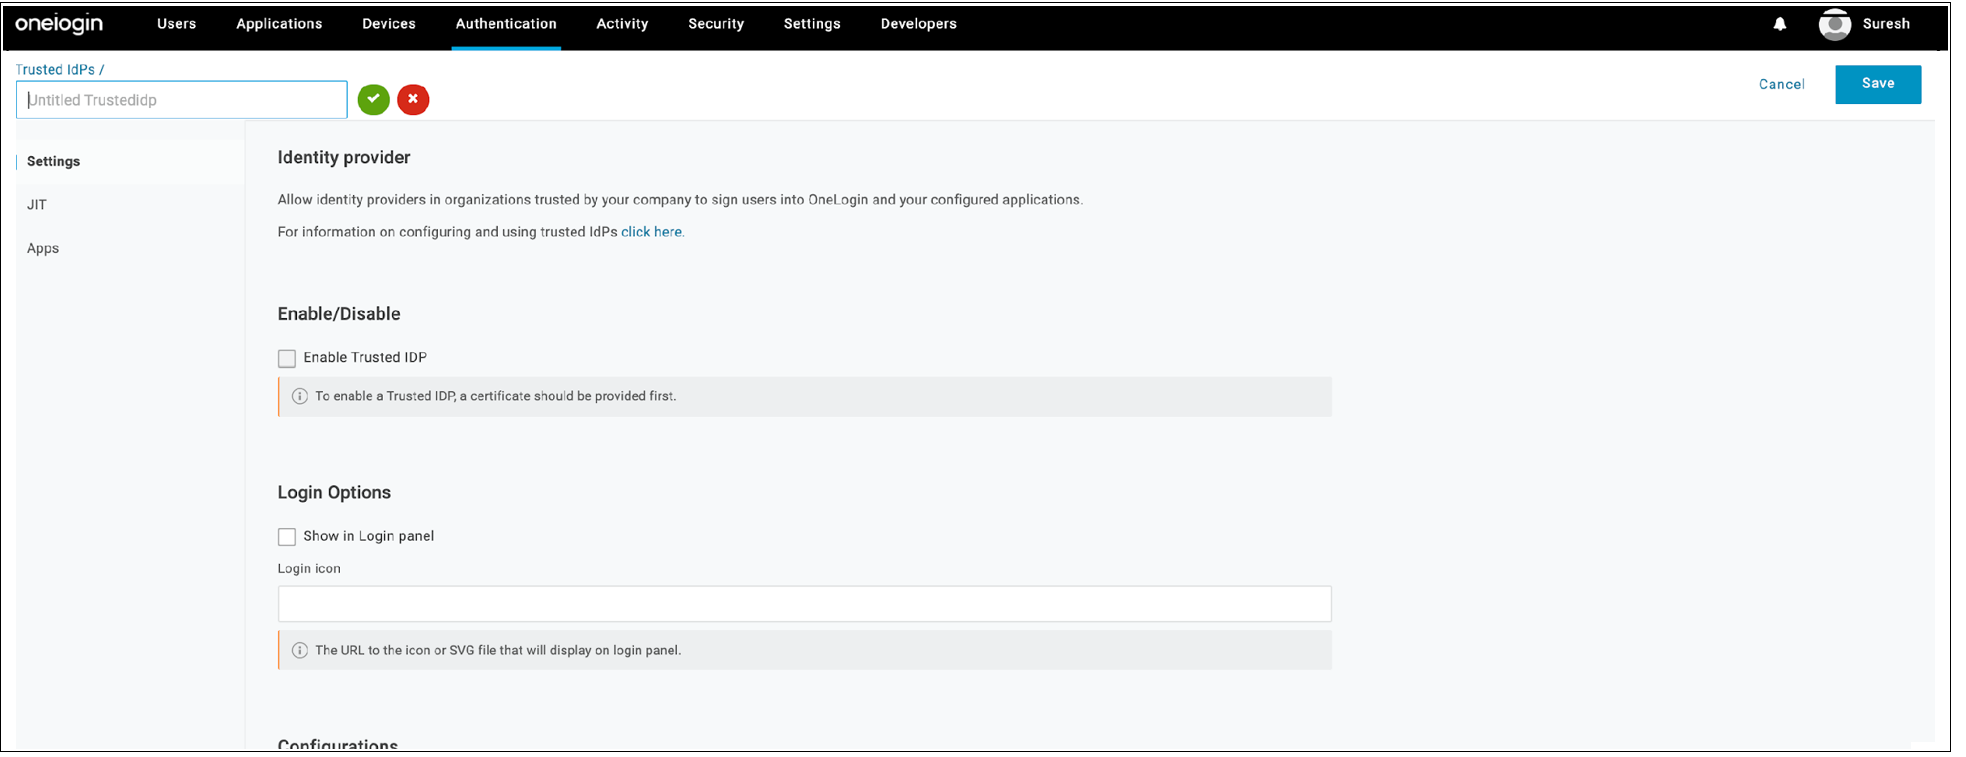 onelogin Users Applications Devices Authentication Activity Security Settings Developers Suresh
Trusted IdPs /
Untitled Trustedidp
Cancel Save
Settings
JIT
Apps
Identity provider
Allow identity providers in organizations trusted by your company to sign users into OneLogin and your configured applications.
For information on configuring and using trusted IdPs click here.
Enable/Disable
Enable Trusted IDP
To enable a Trusted IDP, a certificate should be provided first.
Login Options
Show in Login panel
Login icon
The URL to the icon or SVG file that will display on login panel.
Configurations